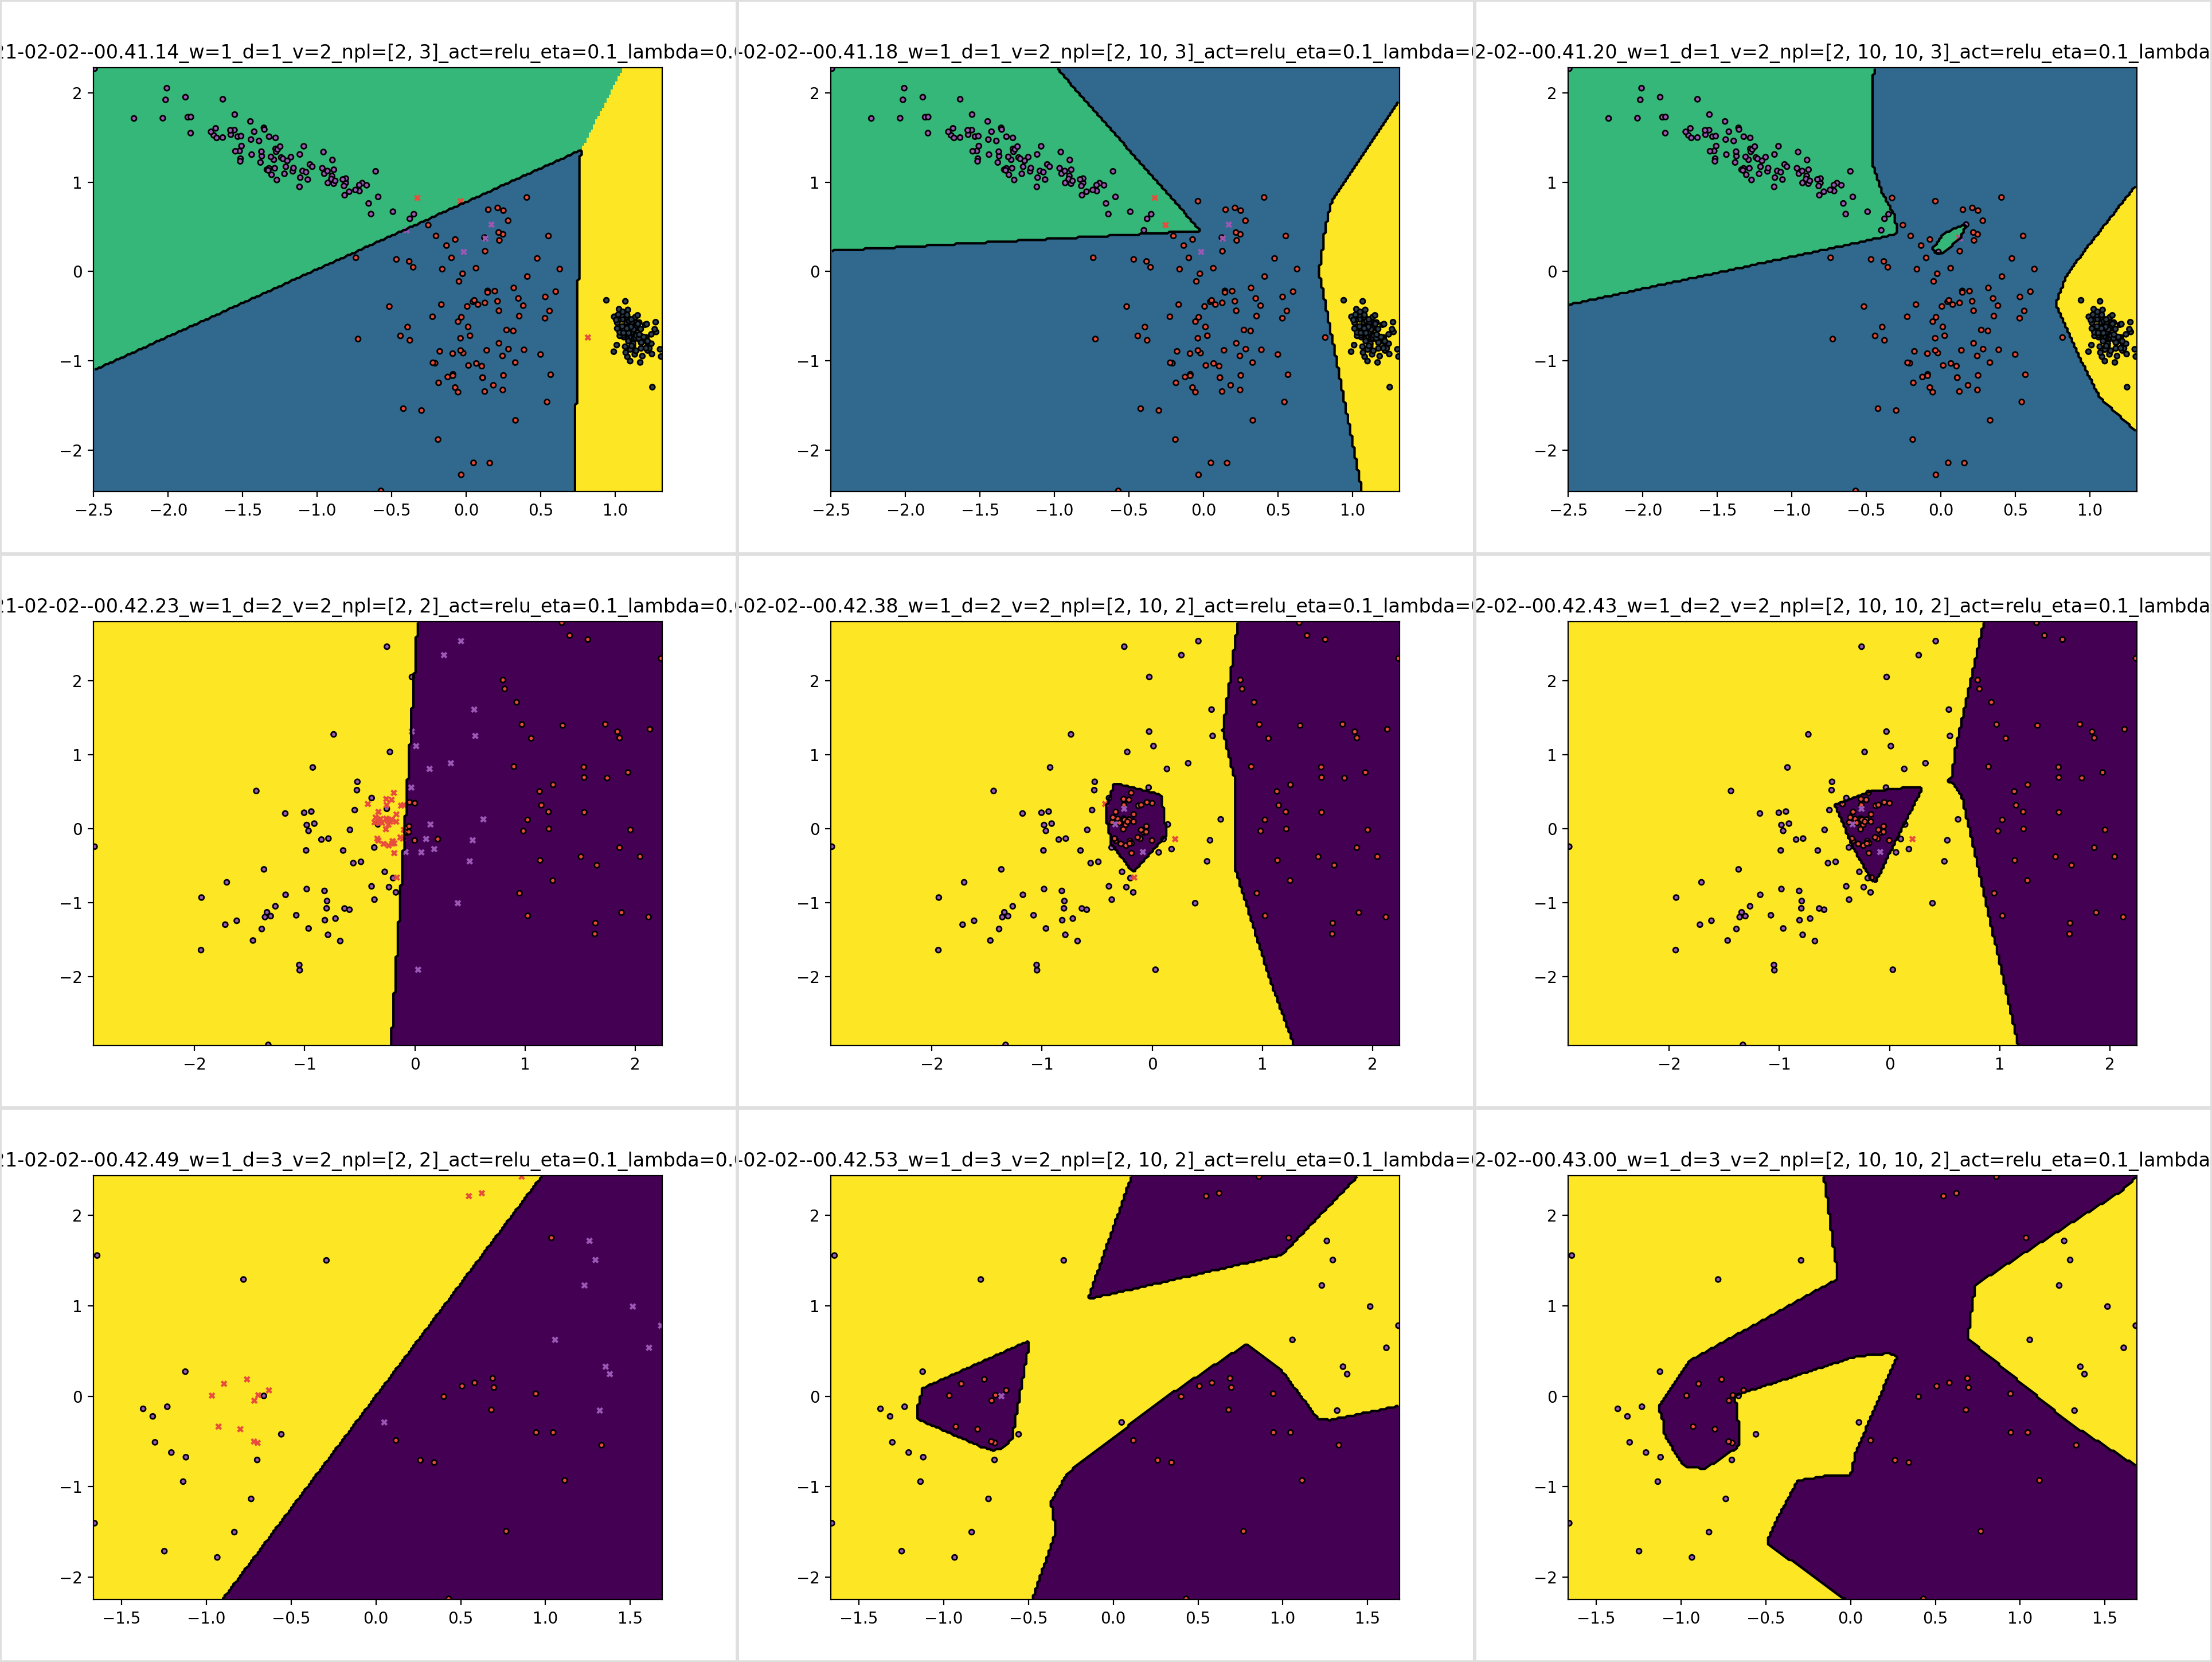 21-02-02--00.41.14_w=1_d=1_v=2_npl=[2, 3]_act=relu_eta=0.1_lambda=0.0
-02-02--00.41.18_w=1_d=1_v=2_npl=[2, 10, 3]_act=relu_eta=0.1_lambda=
2-02--00.41.20_w=1_d=1_v=2_npl=[2, 10, 10, 3]_act=relu_eta=0.1_lambda
2 2 2
1 1 1
0 0 0
−1 −1 −1
−2 −2 −2
−2.5 −2.0 −1.5 −1.0 −0.5 0.0 0.5 1.0 −2.5 −2.0 −1.5 −1.0 −0.5 0.0 0.5 1.0 −2.5 −2.0 −1.5 −1.0 −0.5 0.0 0.5 1.0
21-02-02--00.42.23_w=1_d=2_v=2_npl=[2, 2]_act=relu_eta=0.1_lambda=0.0
-02-02--00.42.38_w=1_d=2_v=2_npl=[2, 10, 2]_act=relu_eta=0.1_lambda=
2-02--00.42.43_w=1_d=2_v=2_npl=[2, 10, 10, 2]_act=relu_eta=0.1_lambda
2 2 2
1 1 1
0 0 0
−1 −1 −1
−2 −2 −2
−2 −1 0 1 2 −2 −1 0 1 2 −2 −1 0 1 2
21-02-02--00.42.49_w=1_d=3_v=2_npl=[2, 2]_act=relu_eta=0.1_lambda=0.0
-02-02--00.42.53_w=1_d=3_v=2_npl=[2, 10, 2]_act=relu_eta=0.1_lambda=
2-02--00.43.00_w=1_d=3_v=2_npl=[2, 10, 10, 2]_act=relu_eta=0.1_lambda
2 2 2
1 1 1
0 0 0
−1 −1 −1
−2 −2 −2
−1.5 −1.0 −0.5 0.0 0.5 1.0 1.5 −1.5 −1.0 −0.5 0.0 0.5 1.0 1.5 −1.5 −1.0 −0.5 0.0 0.5 1.0 1.5